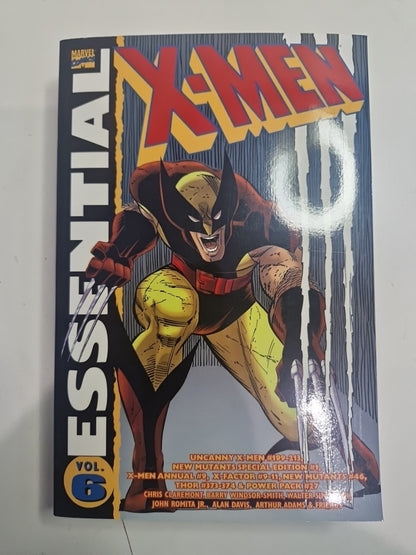 MARVEL
X-MEN
ESSENTIAL
VOL.
6
UNCANNY X-MEN #199-213,
NEW MUTANTS SPECIAL EDITION #1,
X-MEN ANNUAL #9, X-FACTOR #9-11, NEW MUTANTS #46,
THOR #373-374 & POWER PACK #27
CHRIS CLAREMONT, BARRY WINDSOR-SMITH, WALTER
JOHN ROMITA JR., ALAN DAVIS, ARTHUR ADAMS & FRIENDS